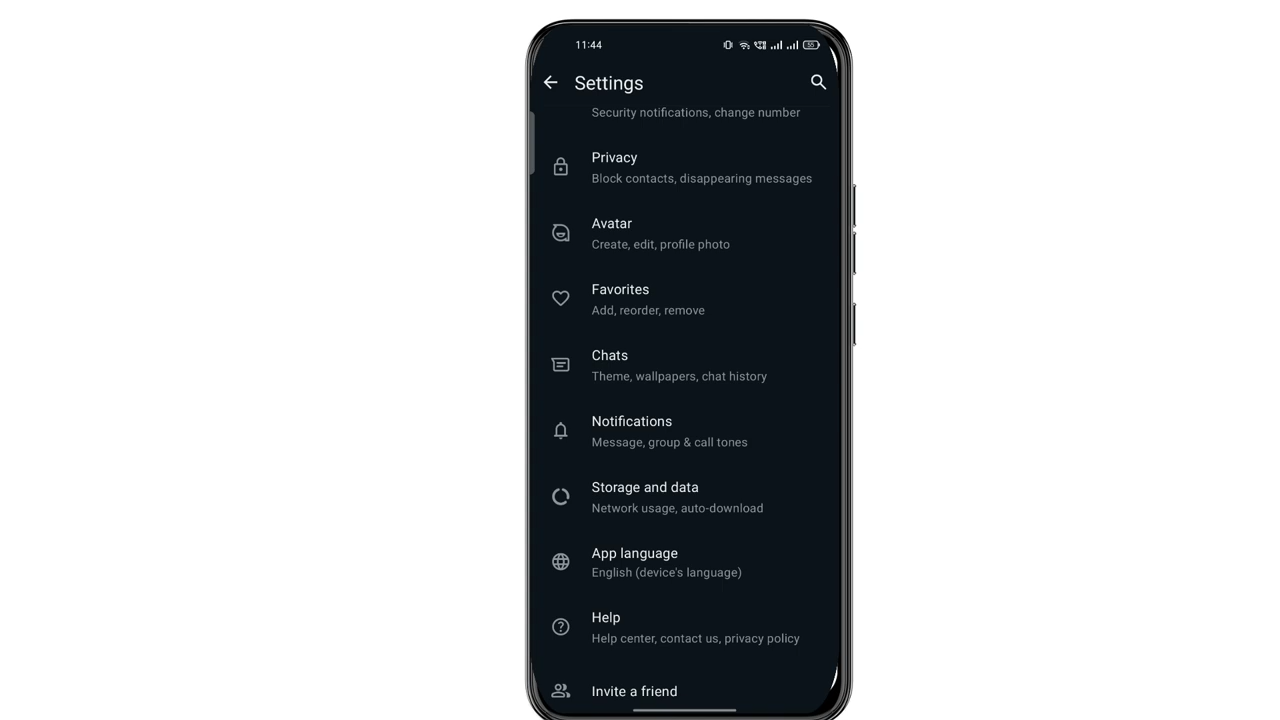 11:44
55
Settings
Security notifications, change number
Privacy
Block contacts, disappearing messages
Avatar
Create, edit, profile photo
Favorites
Add, reorder, remove
Chats
Theme, wallpapers, chat history
Notifications
Message, group & call tones
Storage and data
Network usage, auto-download
App language
English (device's language)
Help
Help center, contact us, privacy policy
Invite a friend